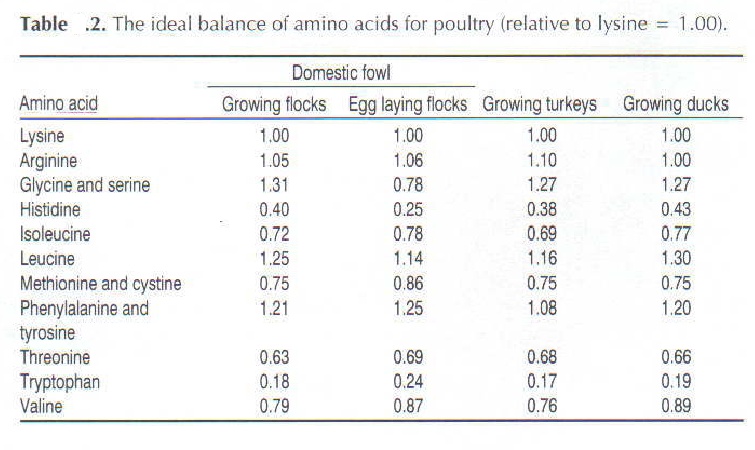 Table .2. The ideal balance of amino acids for poultry (relative to lysine = 1.00).
Domestic fowl
Amino acid Growing flocks Egg laying flocks Growing turkeys Growing ducks
Lysine 1.00 1.00 1.00 1.00
Arginine 1.05 1.06 1.10 1.00
Glycine and serine 1.31 0.78 1.27 1.27
Histidine 0.40 0.25 0.38 0.43
Isoleucine 0.72 0.78 0.69 0.77
Leucine 1.25 1.14 1.16 1.30
Methionine and cystine 0.75 0.86 0.75 0.75
Phenylalanine and 1.21 1.25 1.08 1.20
tyrosine
Threonine 0.63 0.69 0.68 0.66
Tryptophan 0.18 0.24 0.17 0.19
Valine 0.79 0.87 0.76 0.89